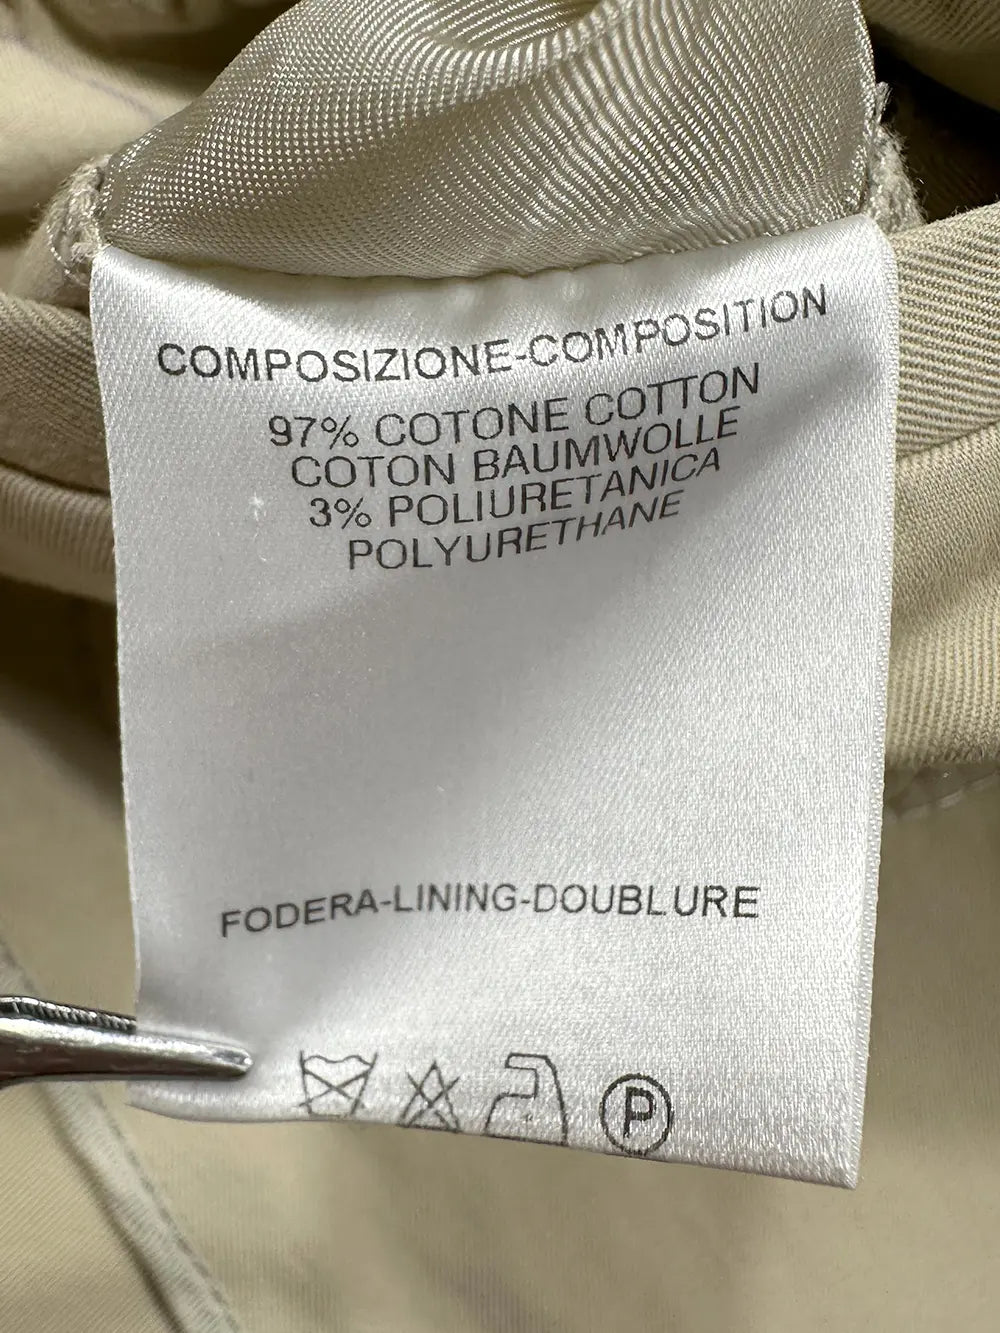 COMPOSIZIONE-COMPOSITION
97% COTONE COTTON
COTON BAUMWOLLE
3% POLIURETANICA
POLYURETHANE
FODERA-LINING-DOUBLURE
P